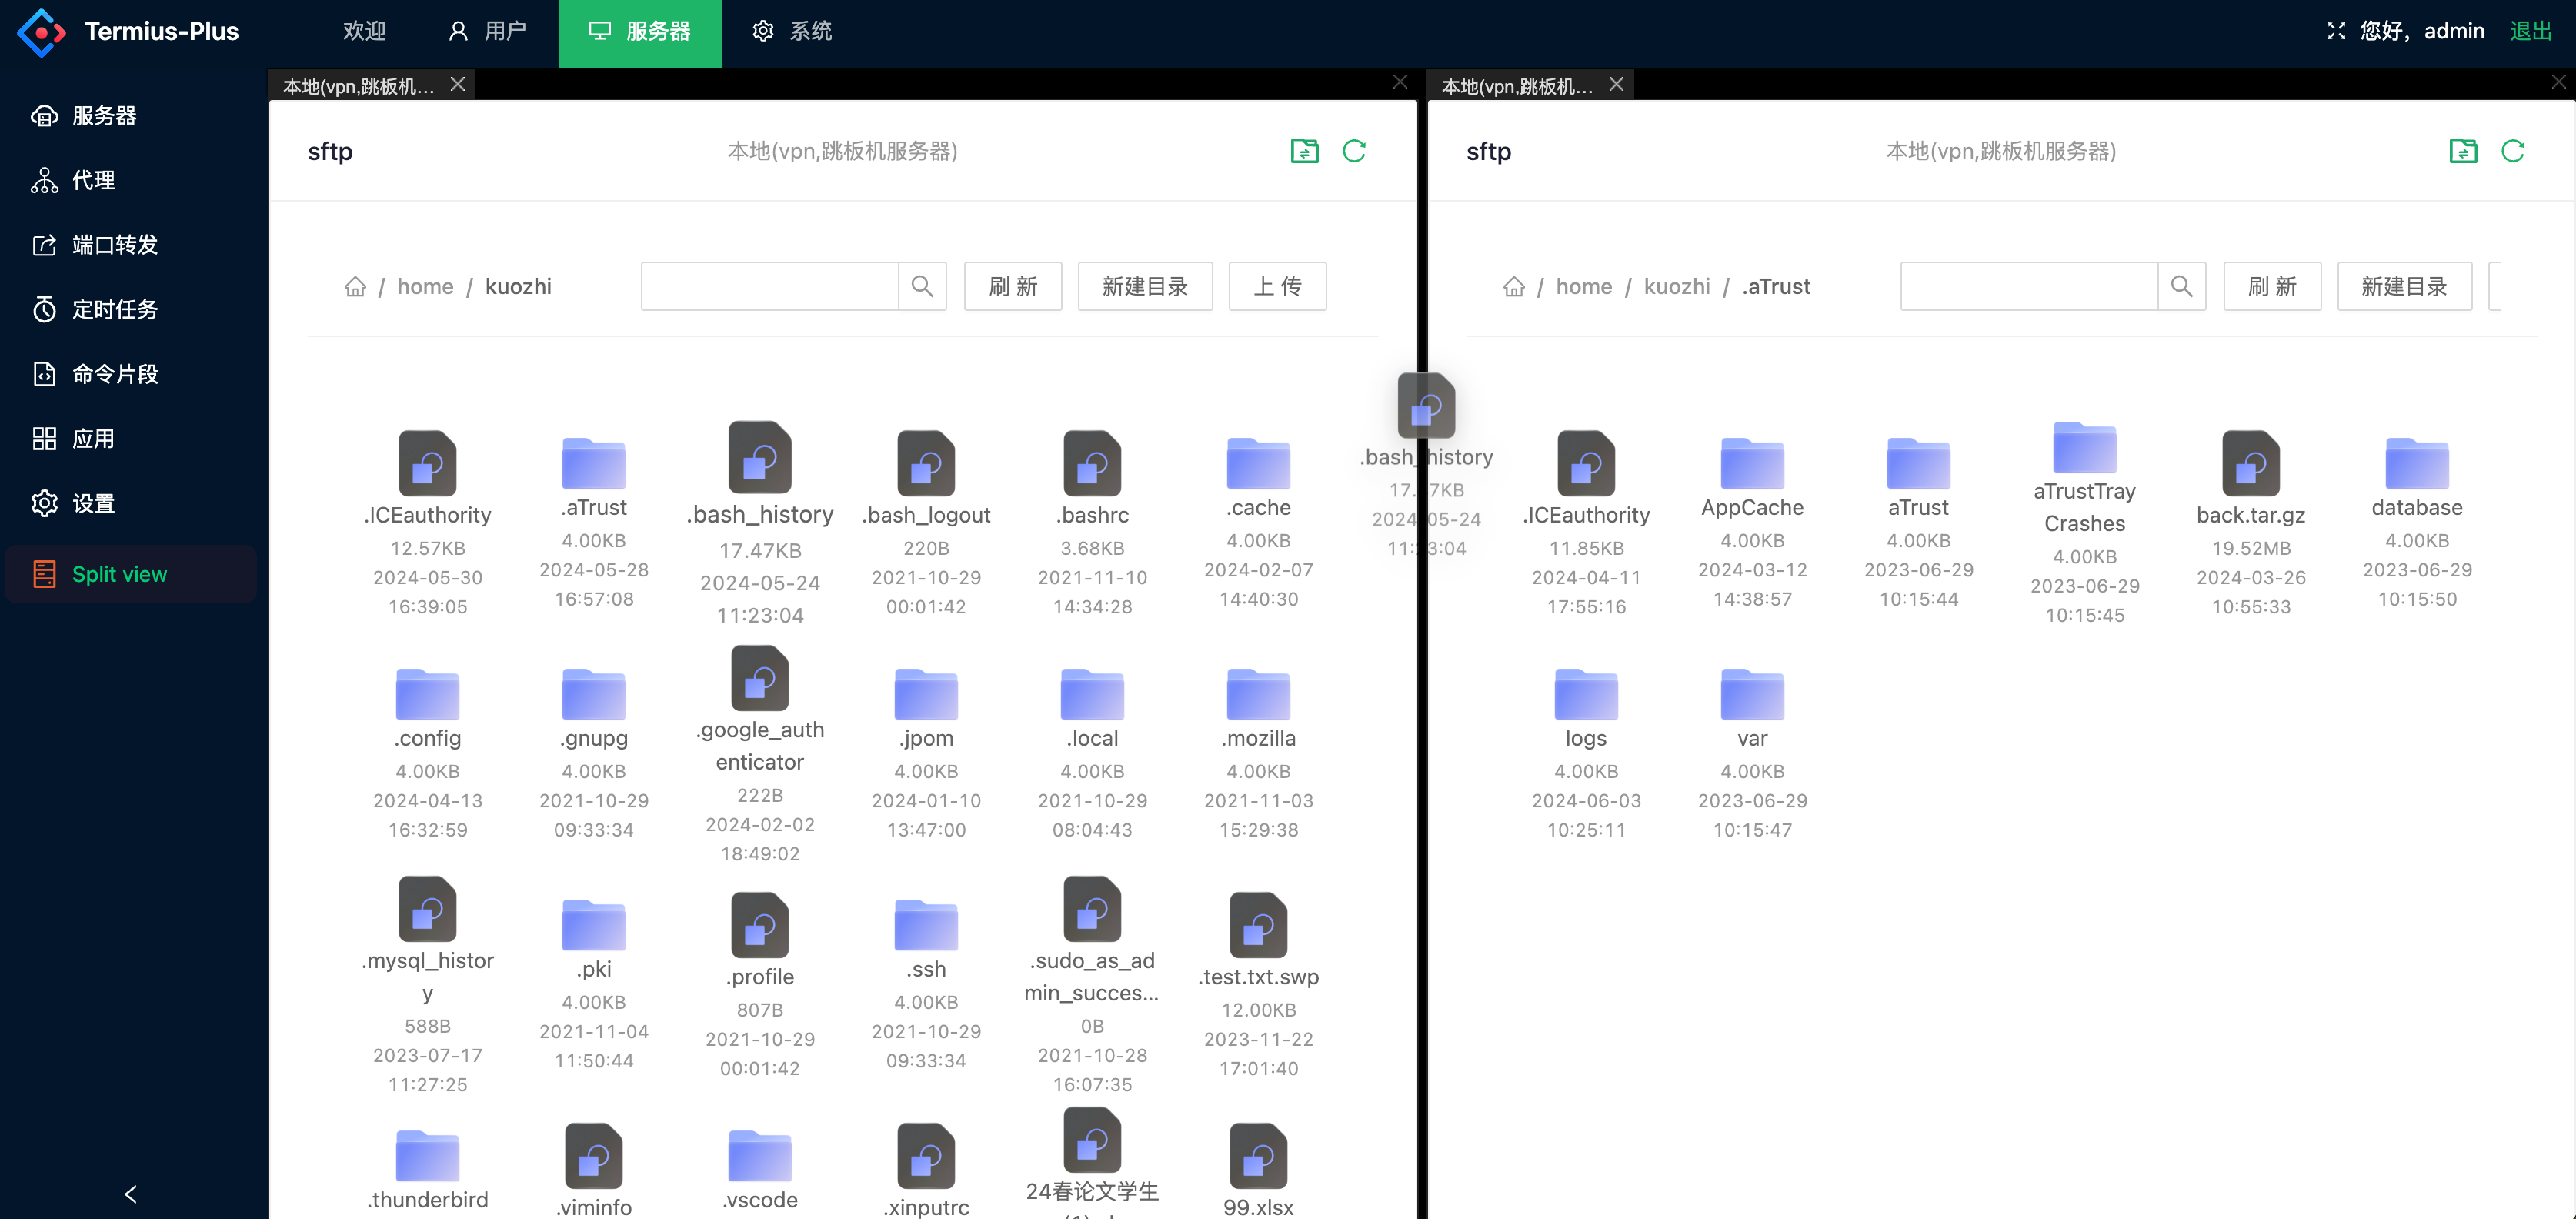 Termius-Plus
欢迎
用户
服务器
系统
您好，admin
退出
服务器
代理
端口转发
定时任务
命令片段
应用
设置
Split view
本地(vpn,跳板机...
sftp
本地(vpn,跳板机服务器)
/ home / kuozhi
刷 新
新建目录
上 传
.ICEauthority
12.57KB
2024-05-30
16:39:05
.aTrust
4.00KB
2024-05-28
16:57:08
.bash_history
17.47KB
2024-05-24
11:23:04
.bash_logout
220B
2021-10-29
00:01:42
.bashrc
3.68KB
2021-11-10
14:34:28
.cache
4.00KB
2024-02-07
14:40:30
.config
4.00KB
2024-04-13
16:32:59
.gnupg
4.00KB
2021-10-29
09:33:34
.google_auth
enticator
222B
2024-02-02
18:49:02
.jpom
4.00KB
2024-01-10
13:47:00
.local
4.00KB
2021-10-29
08:04:43
.mozilla
4.00KB
2021-11-03
15:29:38
.mysql_histor
y
588B
2023-07-17
11:27:25
.pki
4.00KB
2021-11-04
11:50:44
.profile
807B
2021-10-29
00:01:42
.ssh
4.00KB
2021-10-29
09:33:34
.sudo_as_ad
min_succes...
0B
2021-10-28
16:07:35
.test.txt.swp
12.00KB
2023-11-22
17:01:40
.thunderbird
.viminfo
.vscode
.xinputrc
24春论文学生
99.xlsx
.bash_history
2024-05-24
本地(vpn,跳板机...
sftp
本地(vpn,跳板机服务器)
/ home / kuozhi / .aTrust
刷 新
新建目录
.ICEauthority
11.85KB
2024-04-11
17:55:16
AppCache
4.00KB
2024-03-12
14:38:57
aTrust
4.00KB
2023-06-29
10:15:44
aTrustTray
Crashes
4.00KB
2023-06-29
10:15:45
back.tar.gz
19.52MB
2024-03-26
10:55:33
database
4.00KB
2023-06-29
10:15:50
logs
4.00KB
2024-06-03
10:25:11
var
4.00KB
2023-06-29
10:15:47